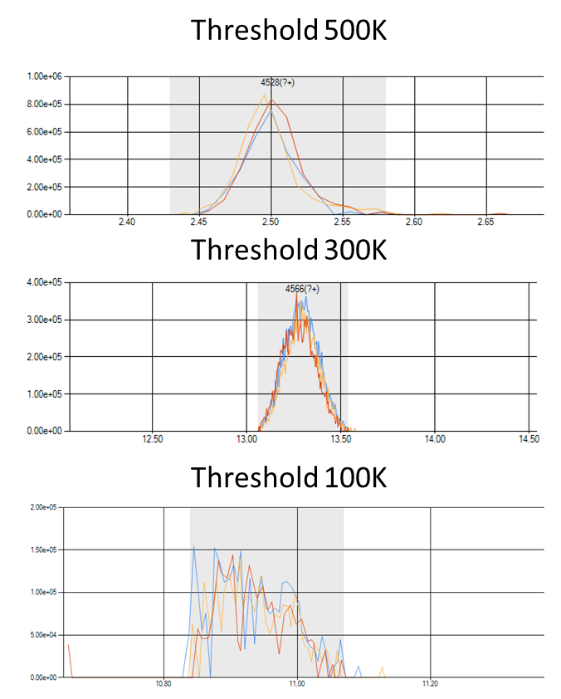 Threshold 500K
1.00e+06
4528(?+)
8.00e+05
6.00e+05
4.00e+05
2.00e+05
0.00e+00
2.40 2.45 2.50 2.55 2.60 2.65
Threshold 300K
4.00e+05
4566(?+)
3.00e+05
2.00e+05
1.00e+05
0.00e+00
12.50 13.00 13.50 14.00 14.50
Threshold 100K
2.00e+05
1.50e+05
1.00e+05
5.00e+04
0.00e+00
10.80 11.00 11.20